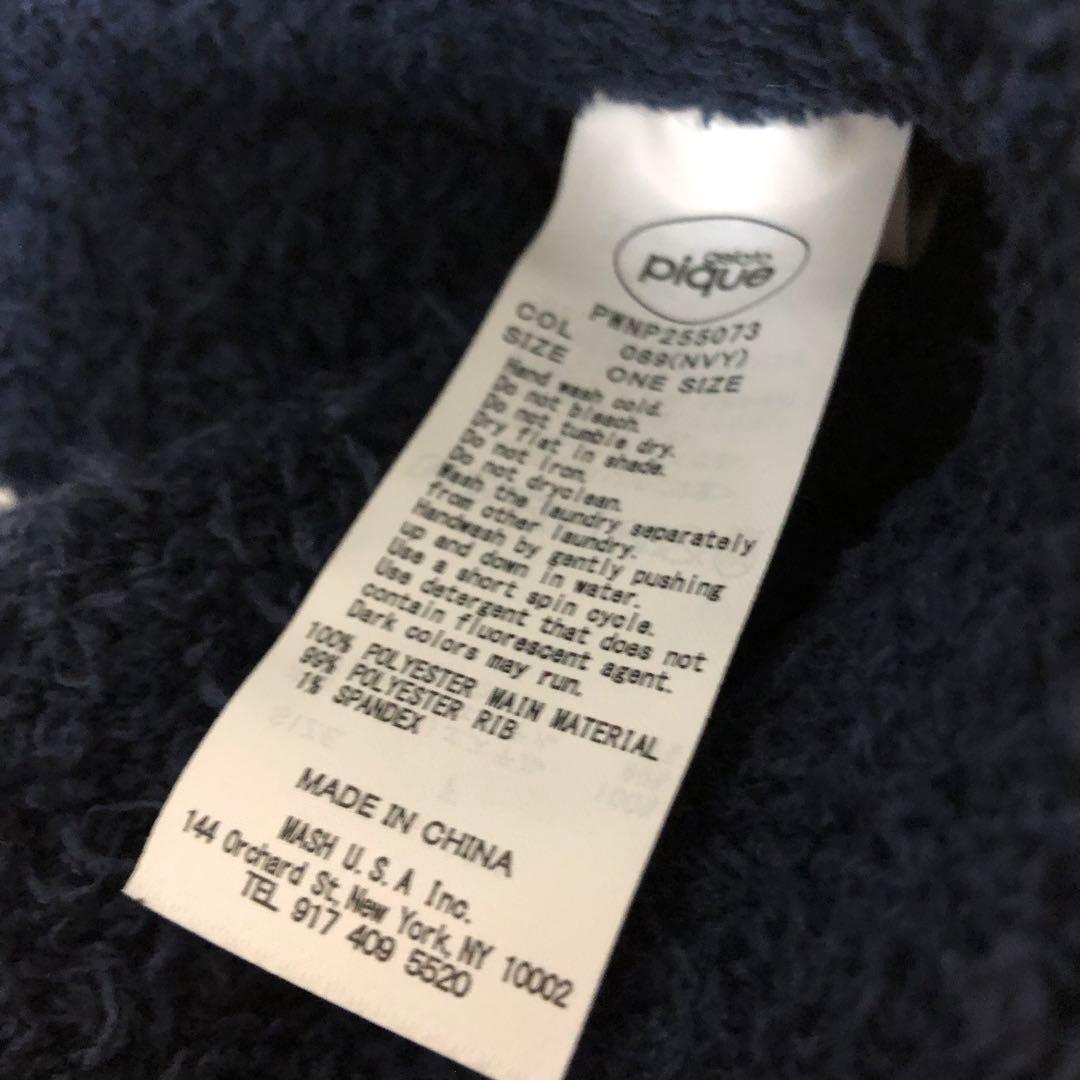 gelato
pique
PWNP255073
COL 089(NVY)
SIZE ONE SIZE
Hand wash cold.
Do not bleach.
Do not tumble dry.
Dry flat in shade.
Do not iron.
Do not dryclean.
Wash the laundry separately
from other laundry.
Handwash by gently pushing
up and down in water.
Use a short spin cycle.
Use detergent that does not
contain fluorescent agent.
Dark colors may run.
100% POLYESTER MAIN MATERIAL
99% POLYESTER RIB
1% SPANDEX
MADE IN CHINA
MASH U.S.A Inc.
144 Orchard St, New York, NY 10002
TEL 917 409 5520